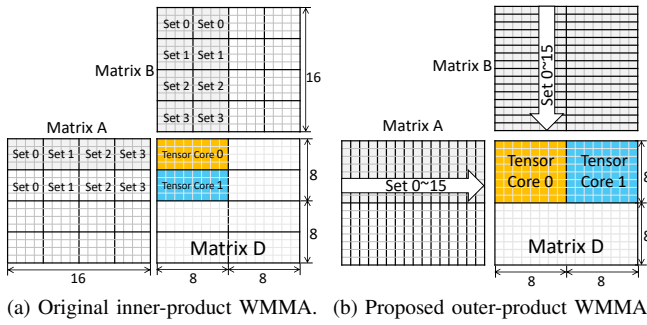 Set 0 Set 0
Set 1 Set 1
Set 2 Set 2
Set 3 Set 3
Matrix B
16
Matrix A
Set 0 Set 1 Set 2 Set 3
Set 0 Set 1 Set 2 Set 3
Tensor Core 0
Tensor Core 1
8
8
Matrix D
16
8
8
(a) Original inner-product WMMA.
Matrix B
Set 0~15
Matrix A
Set 0~15
Tensor
Core 0
Tensor
Core 1
8
8
Matrix D
8
8
(b) Proposed outer-product WMMA